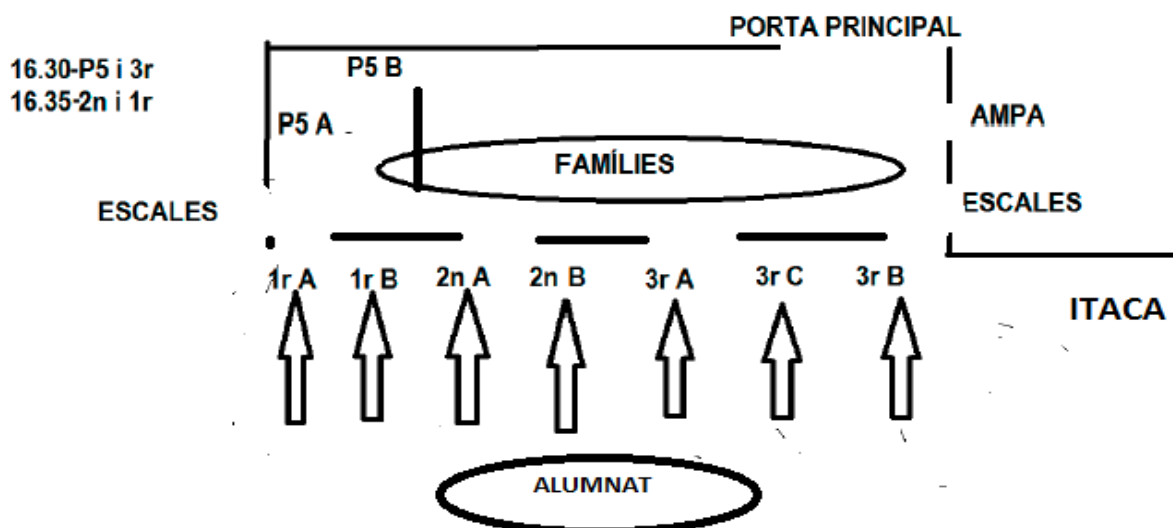 PORTA PRINCIPAL
16.30-P5 i 3r
16.35-2n i 1r
P5 B
P5 A
AMPA
FAMÍLIES
ESCALES
ESCALES
1r A
1r B
2n A
2n B
3r A
3r C
3r B
ITACA
ALUMNAT